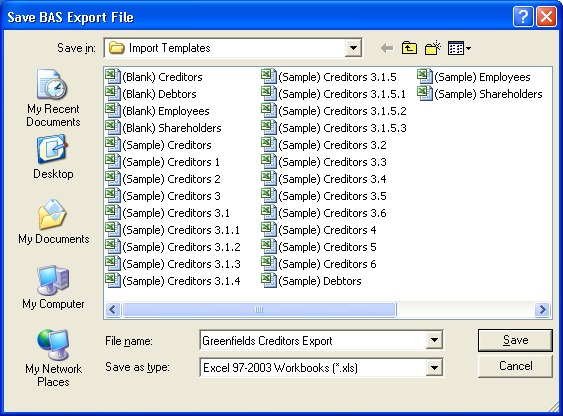 Save BAS Export File
Save in: Import Templates
My Recent Documents
Desktop
My Documents
My Computer
My Network Places
(Blank) Creditors
(Blank) Debtors
(Blank) Employees
(Blank) Shareholders
(Sample) Creditors
(Sample) Creditors 1
(Sample) Creditors 2
(Sample) Creditors 3
(Sample) Creditors 3.1
(Sample) Creditors 3.1.1
(Sample) Creditors 3.1.2
(Sample) Creditors 3.1.3
(Sample) Creditors 3.1.4
(Sample) Creditors 3.1.5
(Sample) Creditors 3.1.5.1
(Sample) Creditors 3.1.5.2
(Sample) Creditors 3.1.5.3
(Sample) Creditors 3.2
(Sample) Creditors 3.3
(Sample) Creditors 3.4
(Sample) Creditors 3.5
(Sample) Creditors 3.6
(Sample) Creditors 4
(Sample) Creditors 5
(Sample) Creditors 6
(Sample) Debtors
(Sample) Employees
(Sample) Shareholders
File name: Greenfields Creditors Export
Save
Save as type: Excel 97-2003 Workbooks (*.xls)
Cancel